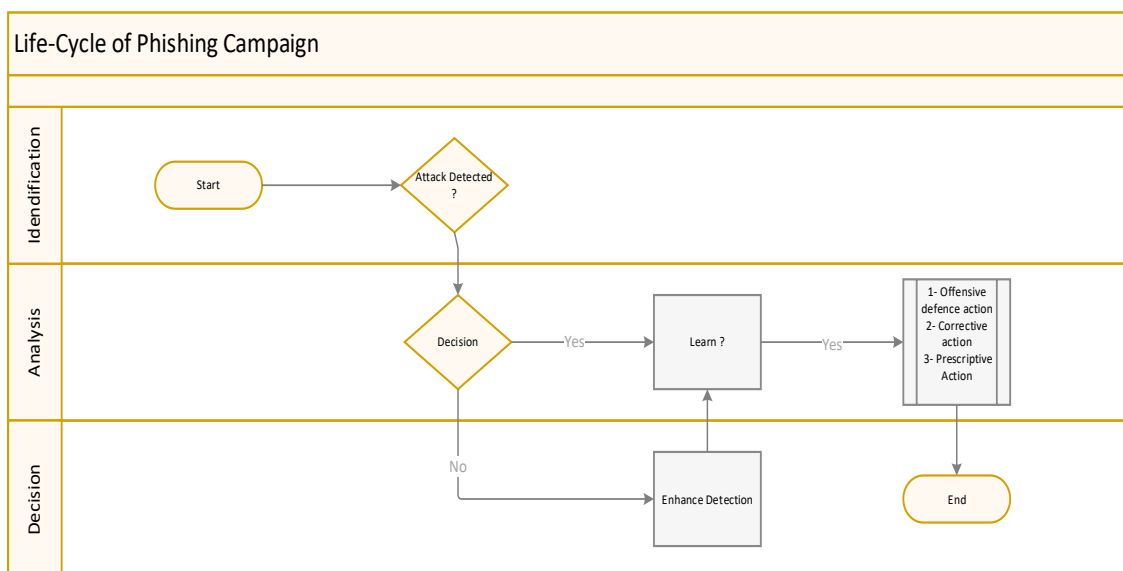 Life-Cycle of Phishing Campaign
Idendification
Start
Attack Detected
?
Analysis
Decision
Yes
Learn ?
Yes
1- Offensive
defence action
2- Corrective
action
3- Prescriptive
Action
Decision
No
Enhance Detection
End